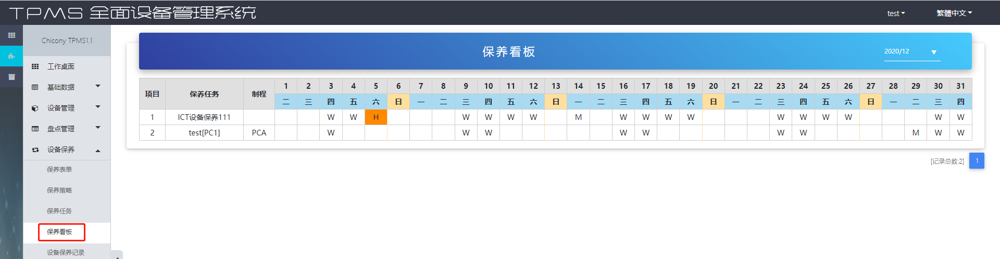 TPMS 全面设备管理系统
test
繁體中文
Chicony TPMS1.1
工作桌面
基础数据
设备管理
盘点管理
设备保养
保养表单
保养策略
保养任务
保养看板
设备保养记录
保养看板
2020/12
项目 保养任务 制程 1 2 3 4 5 6 7 8 9 10 11 12 13 14 15 16 17 18 19 20 21 22 23 24 25 26 27 28 29 30 31
二 三 四 五 六 日 一 二 三 四 五 六 日 一 二 三 四 五 六 日 一 二 三 四 五 六 日 一 二 三 四
1 ICT设备保养111 W W H W W W W M W W W W W W W W W W
2 test[PC1] PCA W W W W W W W M W W
[记录总数:2] 1